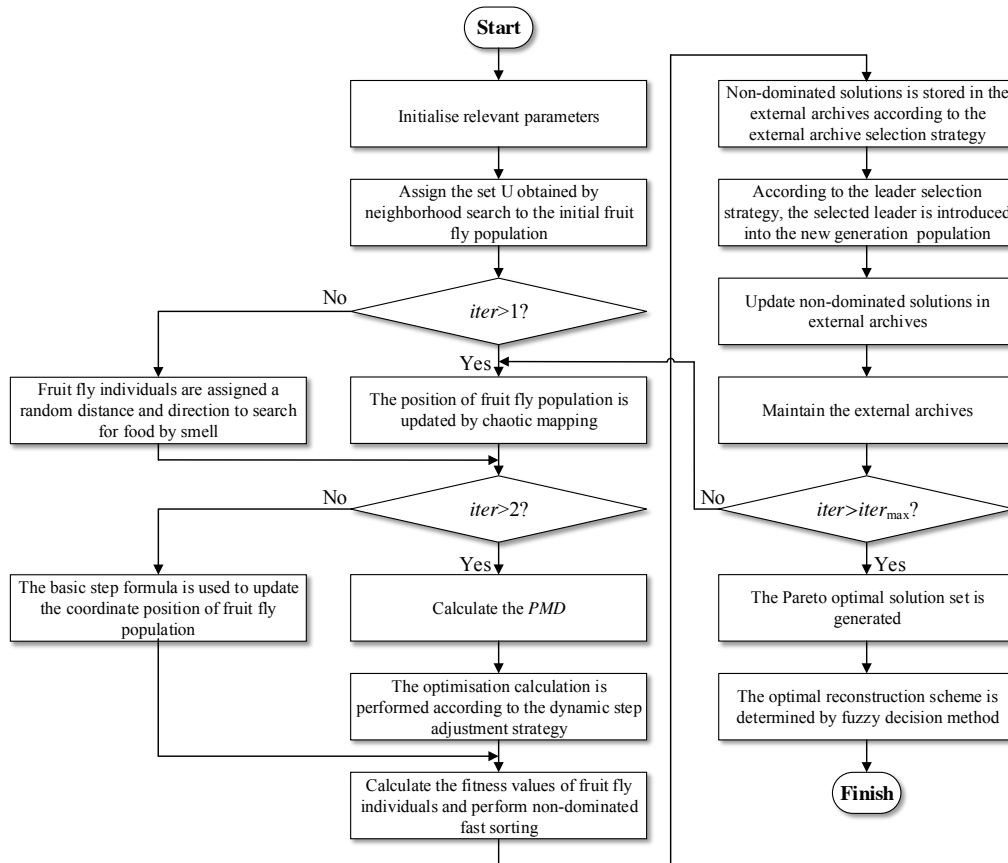 Start
Initialise relevant parameters
Assign the set U obtained by
neighborhood search to the initial fruit
fly population
No
iter>1?
Yes
Fruit fly individuals are assigned a
random distance and direction to search
for food by smell
The position of fruit fly population is
updated by chaotic mapping
No
iter>2?
Yes
The basic step formula is used to update
the coordinate position of fruit fly
population
Calculate the PMD
The optimisation calculation is
performed according to the dynamic step
adjustment strategy
Calculate the fitness values of fruit fly
individuals and perform non-dominated
fast sorting
Non-dominated solutions is stored in the
external archives according to the
external archive selection strategy
According to the leader selection
strategy, the selected leader is introduced
into the new generation population
Update non-dominated solutions in
external archives
Maintain the external archives
No
iter>iter_max?
Yes
The Pareto optimal solution set is
generated
The optimal reconstruction scheme is
determined by fuzzy decision method
Finish